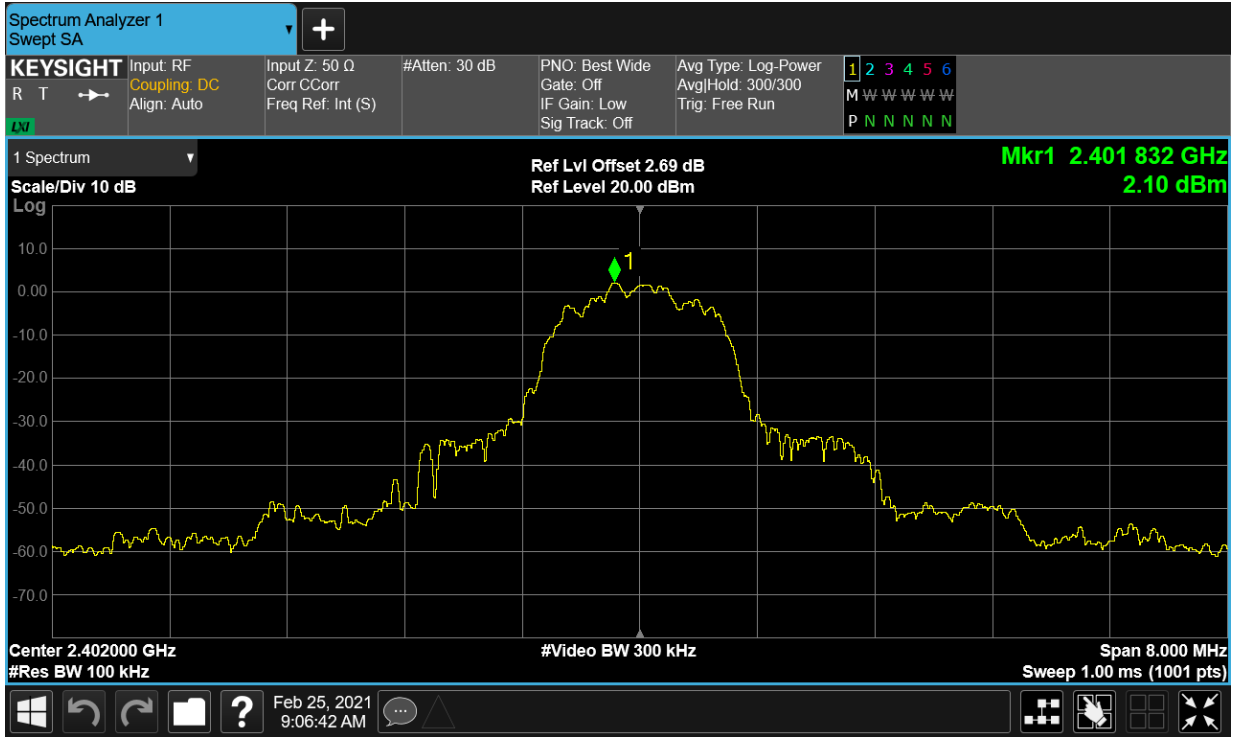 Spectrum Analyzer 1
Swept SA
+
KEYSIGHT
R T
LXI
Input: RF
Coupling: DC
Align: Auto
Input Z: 50 Ω
Corr CCorr
Freq Ref: Int (S)
#Atten: 30 dB
PNO: Best Wide
Gate: Off
IF Gain: Low
Sig Track: Off
Avg Type: Log-Power
Avg|Hold: 300/300
Trig: Free Run
1 2 3 4 5 6
M W W W W W
P N N N N N
1 Spectrum
Scale/Div 10 dB
Log
Ref Lvl Offset 2.69 dB
Ref Level 20.00 dBm
Mkr1 2.401 832 GHz
2.10 dBm
1
10.0
0.00
-10.0
-20.0
-30.0
-40.0
-50.0
-60.0
-70.0
Center 2.402000 GHz
#Video BW 300 kHz
Span 8.000 MHz
#Res BW 100 kHz
Sweep 1.00 ms (1001 pts)
?
Feb 25, 2021
9:06:42 AM